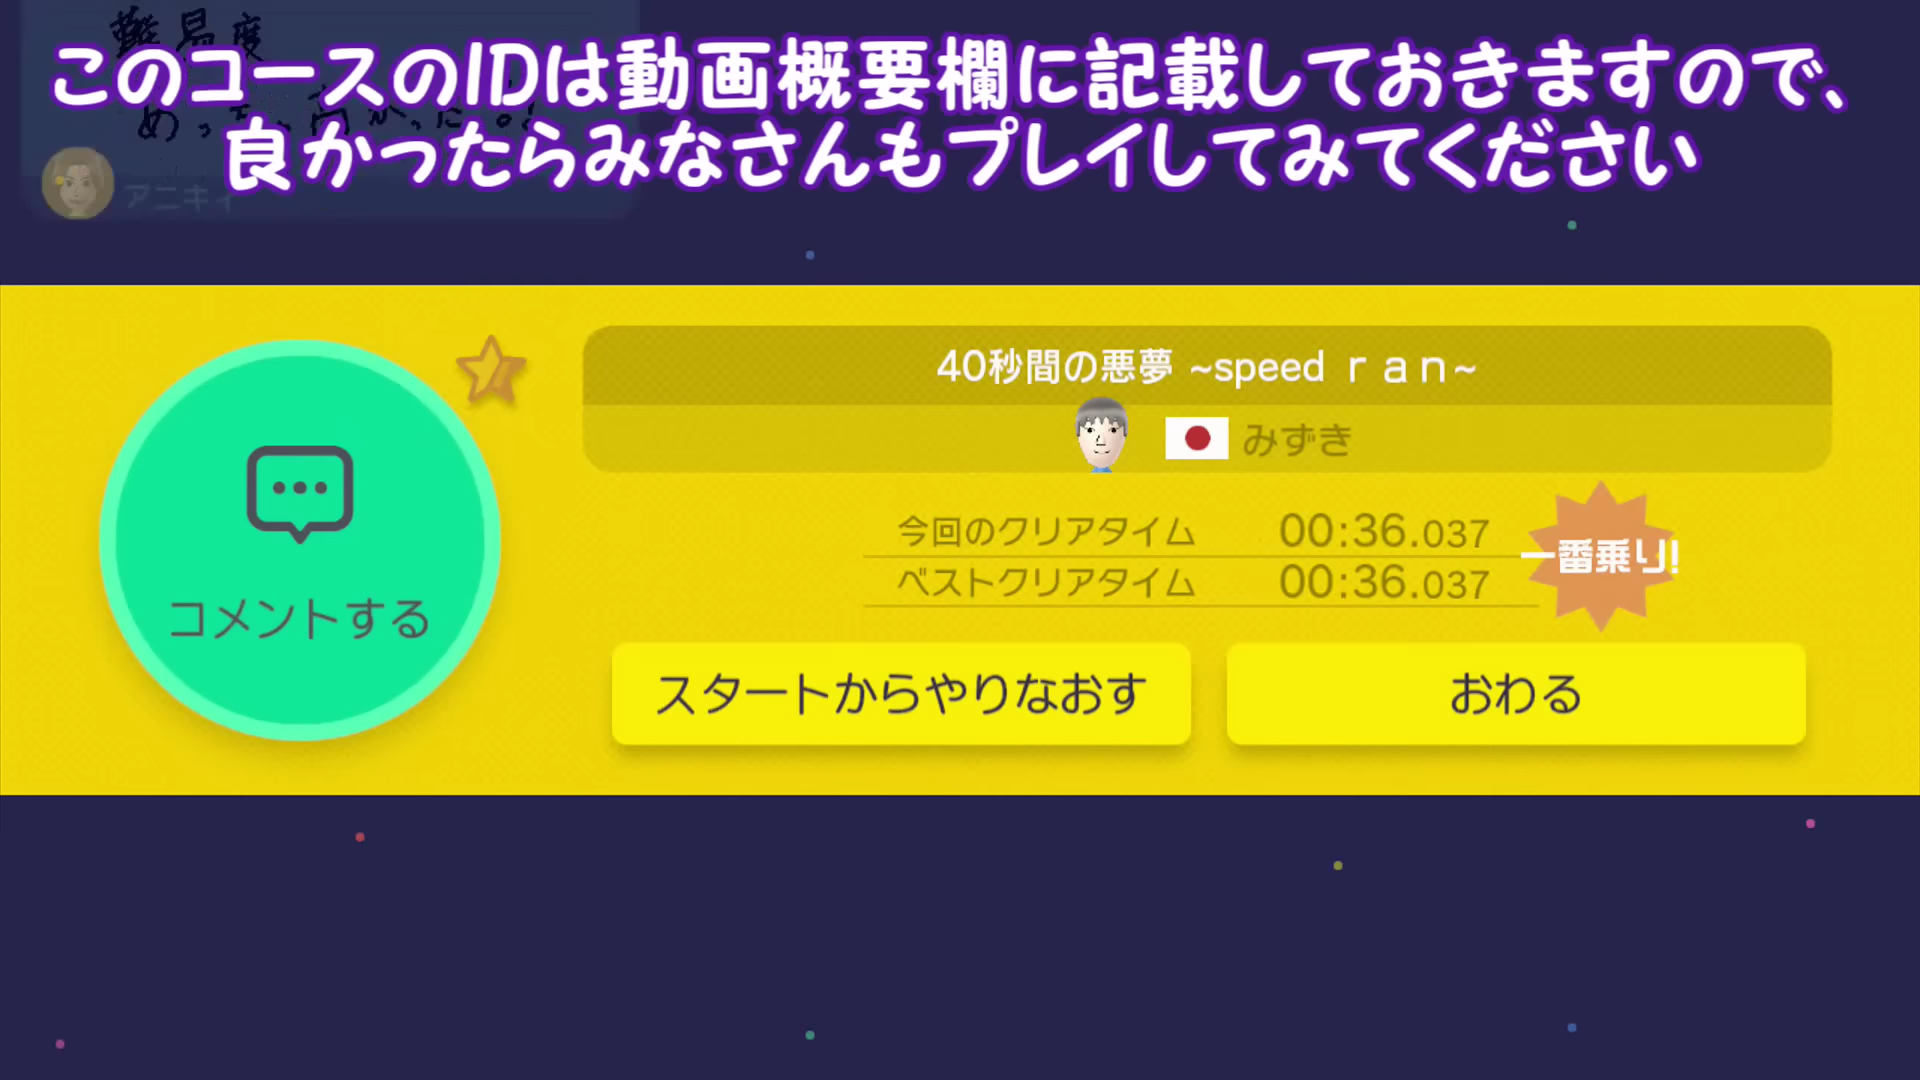 難易度
このコースのIDは動画概要欄に記載しておきますので、
良かったらみなさんもプレイしてみてください
アニキィ
40秒間の悪夢 ~speed ｒａｎ~
みずき
今回のクリアタイム 00:36.037
ベストクリアタイム 00:36.037
一番乗り!
コメントする
スタートからやりなおす
おわる